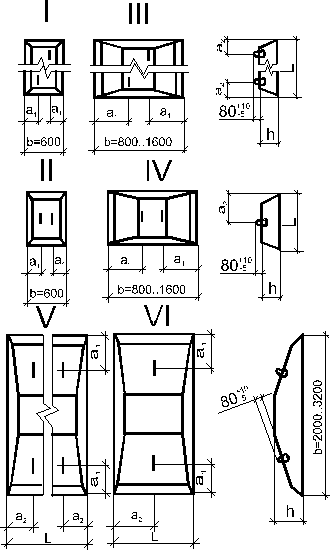 I III
a₂ L a₂
a₁ a₁ a. a₁ 80⁺¹⁰₋₅ h
b=600 b=800..1600
II IV
a₂ L
a₁ a. a. a₁ 80⁺¹⁰₋₅ h
b=600 b=800..1600
V VI
a₁ a₁ 80⁺¹⁰₋₅ b=2000..3200
a₁ a₁
a₂ a₂ a₂ h
L L